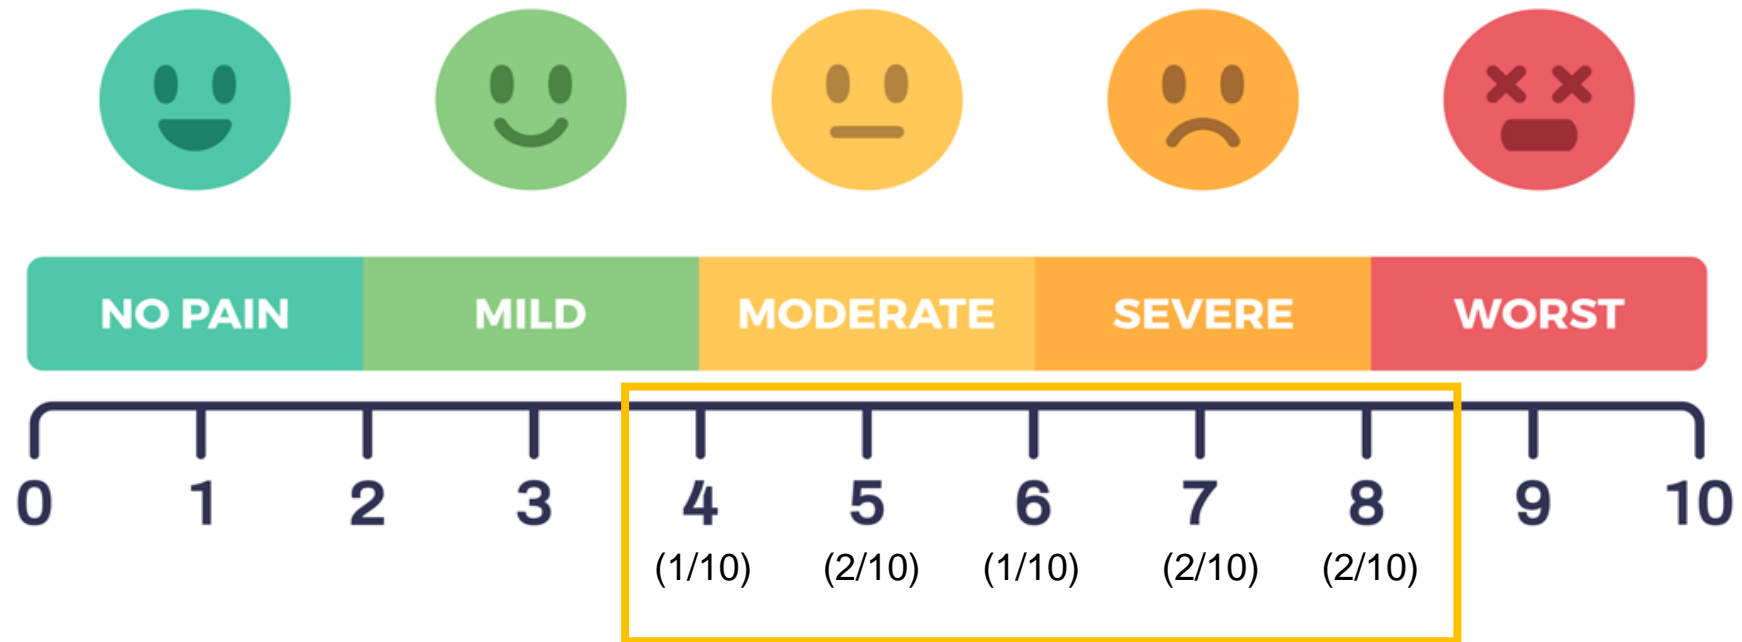 NO PAIN MILD MODERATE SEVERE WORST
0 1 2 3 4 5 6 7 8 9 10
(1/10) (2/10) (1/10) (2/10) (2/10)